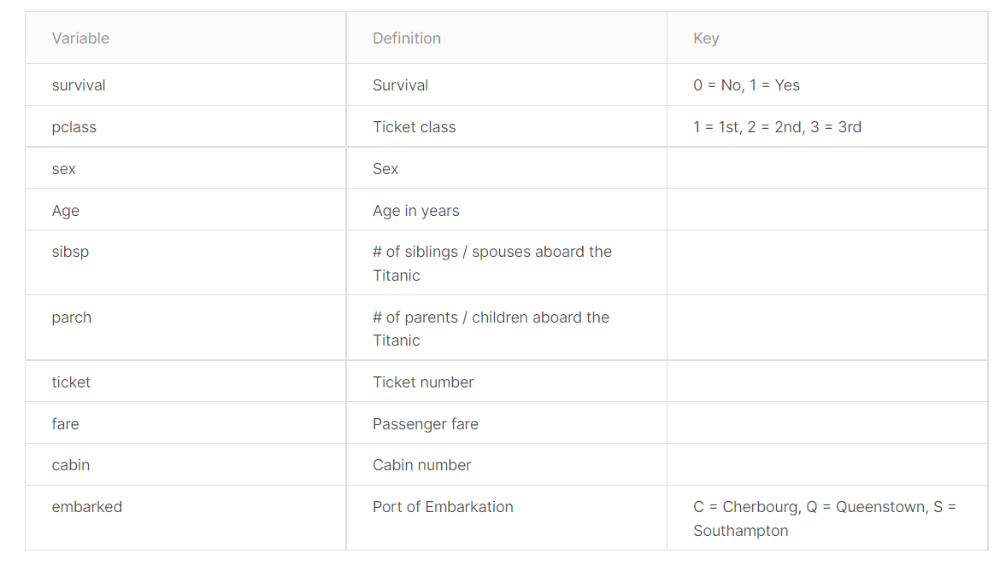 Variable Definition Key
survival Survival 0 = No, 1 = Yes
pclass Ticket class 1 = 1st, 2 = 2nd, 3 = 3rd
sex Sex
Age Age in years
sibsp # of siblings / spouses aboard the
Titanic
parch # of parents / children aboard the
Titanic
ticket Ticket number
fare Passenger fare
cabin Cabin number
embarked Port of Embarkation C = Cherbourg, Q = Queenstown, S =
Southampton